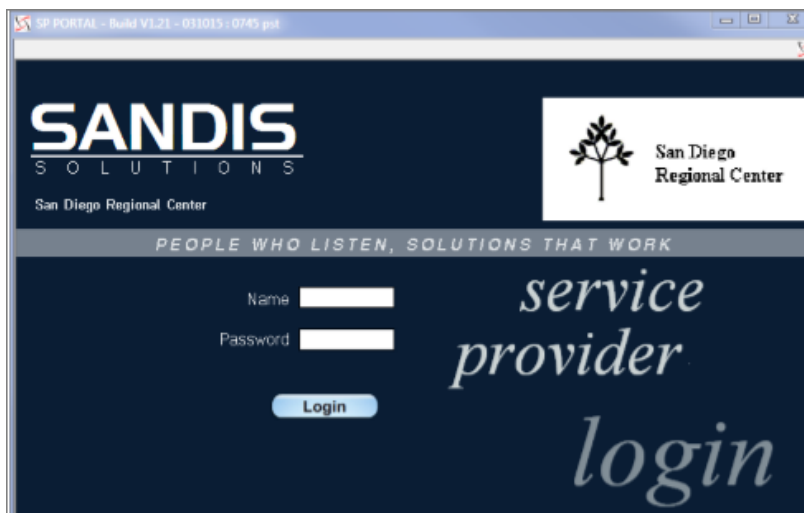 SP PORTAL - Build V1.21 - 031015 : 0745 pst
SANDIS
SOLUTIONS
San Diego Regional Center
San Diego
Regional Center
PEOPLE WHO LISTEN, SOLUTIONS THAT WORK
Name
Password
Login
service
provider
login